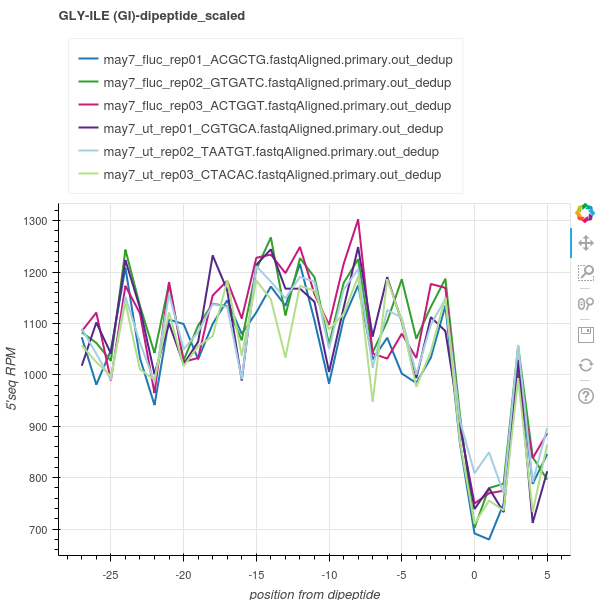 GLY-ILE (GI)-dipeptide_scaled
may7_fluc_rep01_ACGCTG.fastqAligned.primary.out_dedup
may7_fluc_rep02_GTGATC.fastqAligned.primary.out_dedup
may7_fluc_rep03_ACTGGT.fastqAligned.primary.out_dedup
may7_ut_rep01_CGTGCA.fastqAligned.primary.out_dedup
may7_ut_rep02_TAATGT.fastqAligned.primary.out_dedup
may7_ut_rep03_CTACAC.fastqAligned.primary.out_dedup
1300
1200
1100
1000
900
800
700
5'seq RPM
-25 -20 -15 -10 -5 0 5
position from dipeptide